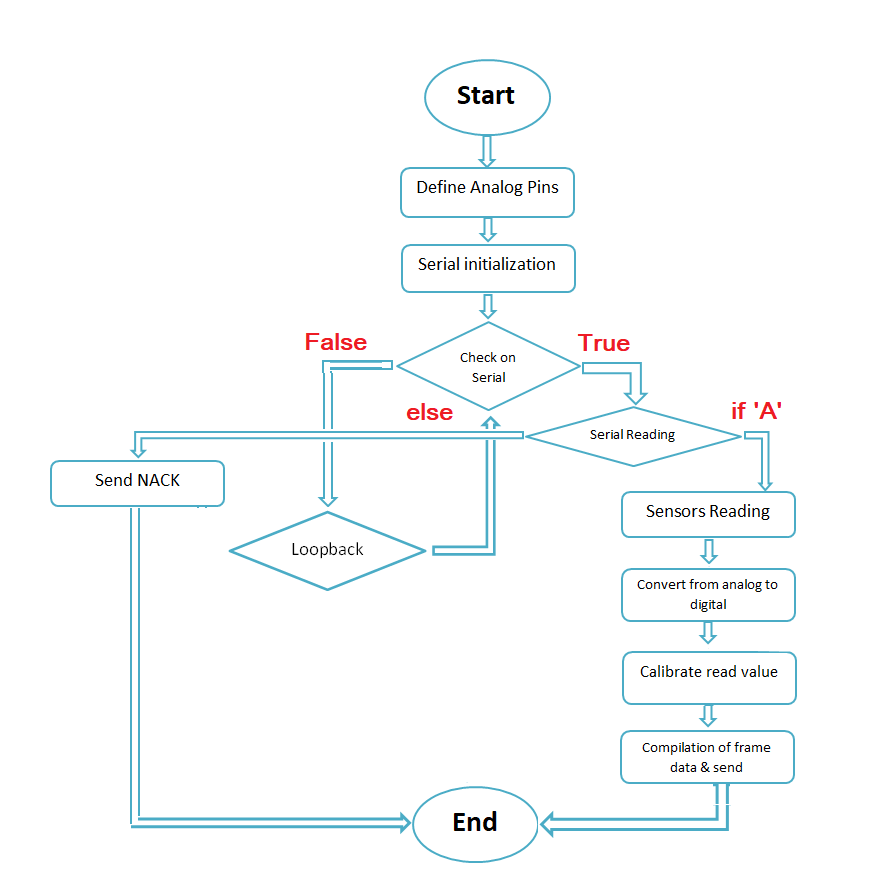 Start
Define Analog Pins
Serial initialization
False
True
Check on
Serial
else
if 'A'
Serial Reading
Send NACK
Sensors Reading
Loopback
Convert from analog to
digital
Calibrate read value
Compilation of frame
data & send
End